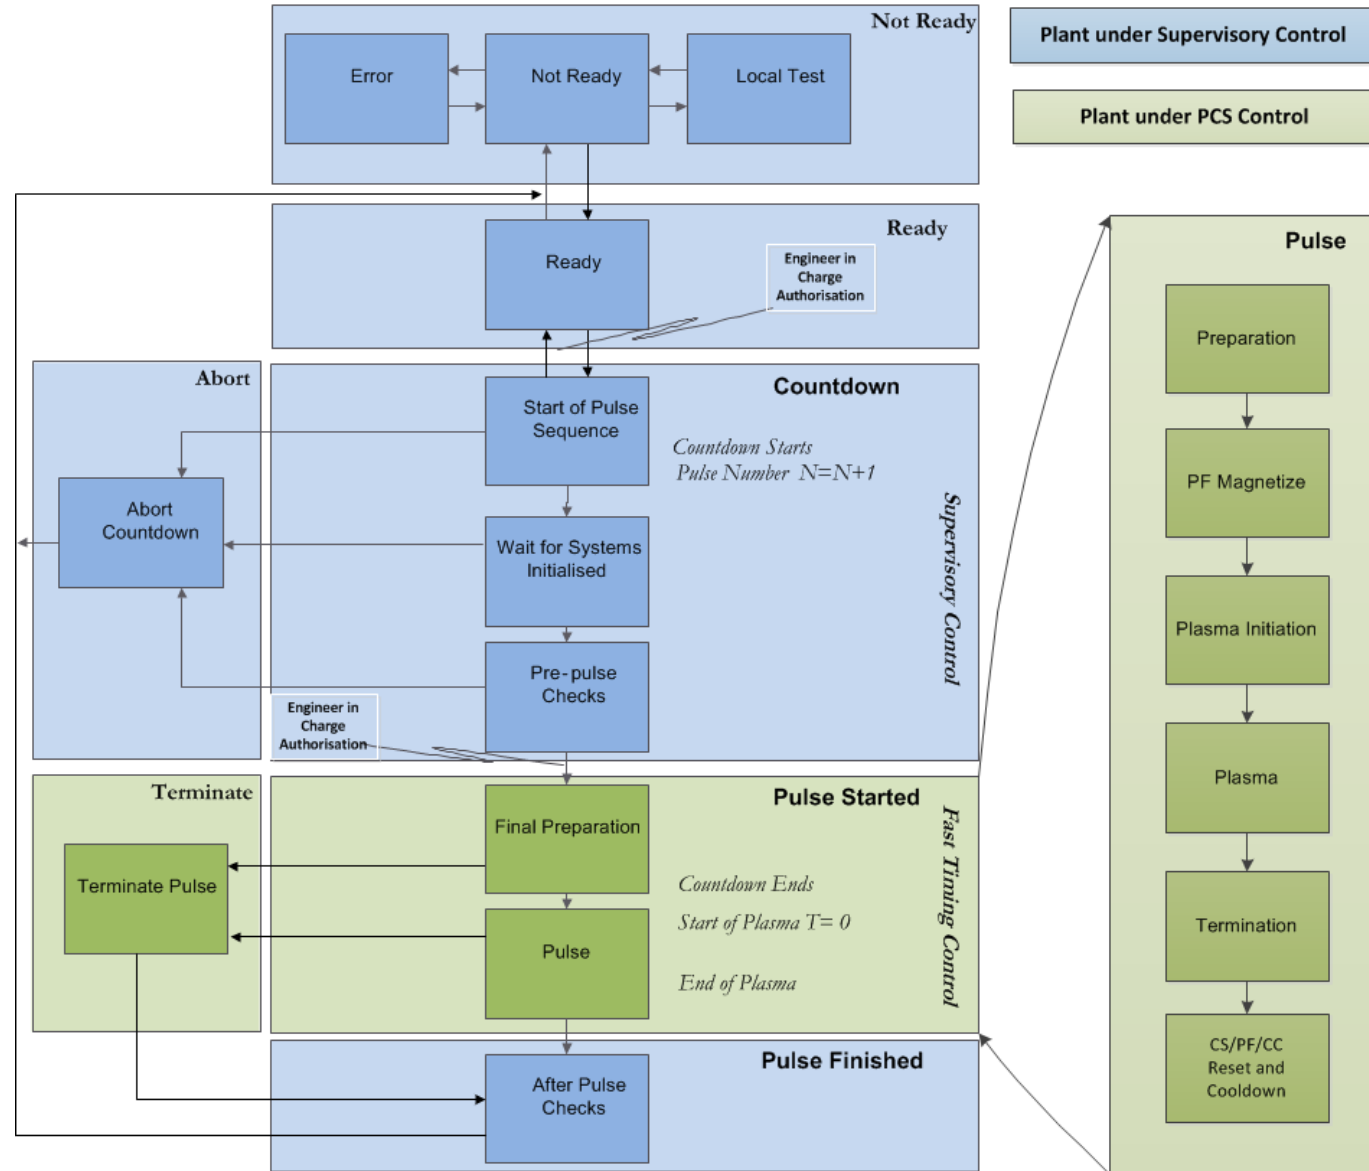 Not Ready
Error
Not Ready
Local Test
Plant under Supervisory Control
Plant under PCS Control
Ready
Ready
Engineer in
Charge
Authorisation
Abort
Abort
Countdown
Countdown
Start of Pulse
Sequence
Countdown Starts
Pulse Number N=N+1
Wait for Systems
Initialised
Pre-pulse
Checks
Supervisory Control
Engineer in
Charge
Authorisation
Terminate
Terminate Pulse
Pulse Started
Final Preparation
Countdown Ends
Start of Plasma T= 0
Pulse
End of Plasma
Fast Timing Control
Pulse Finished
After Pulse
Checks
Pulse
Preparation
PF Magnetize
Plasma Initiation
Plasma
Termination
CS/PF/CC
Reset and
Cooldown